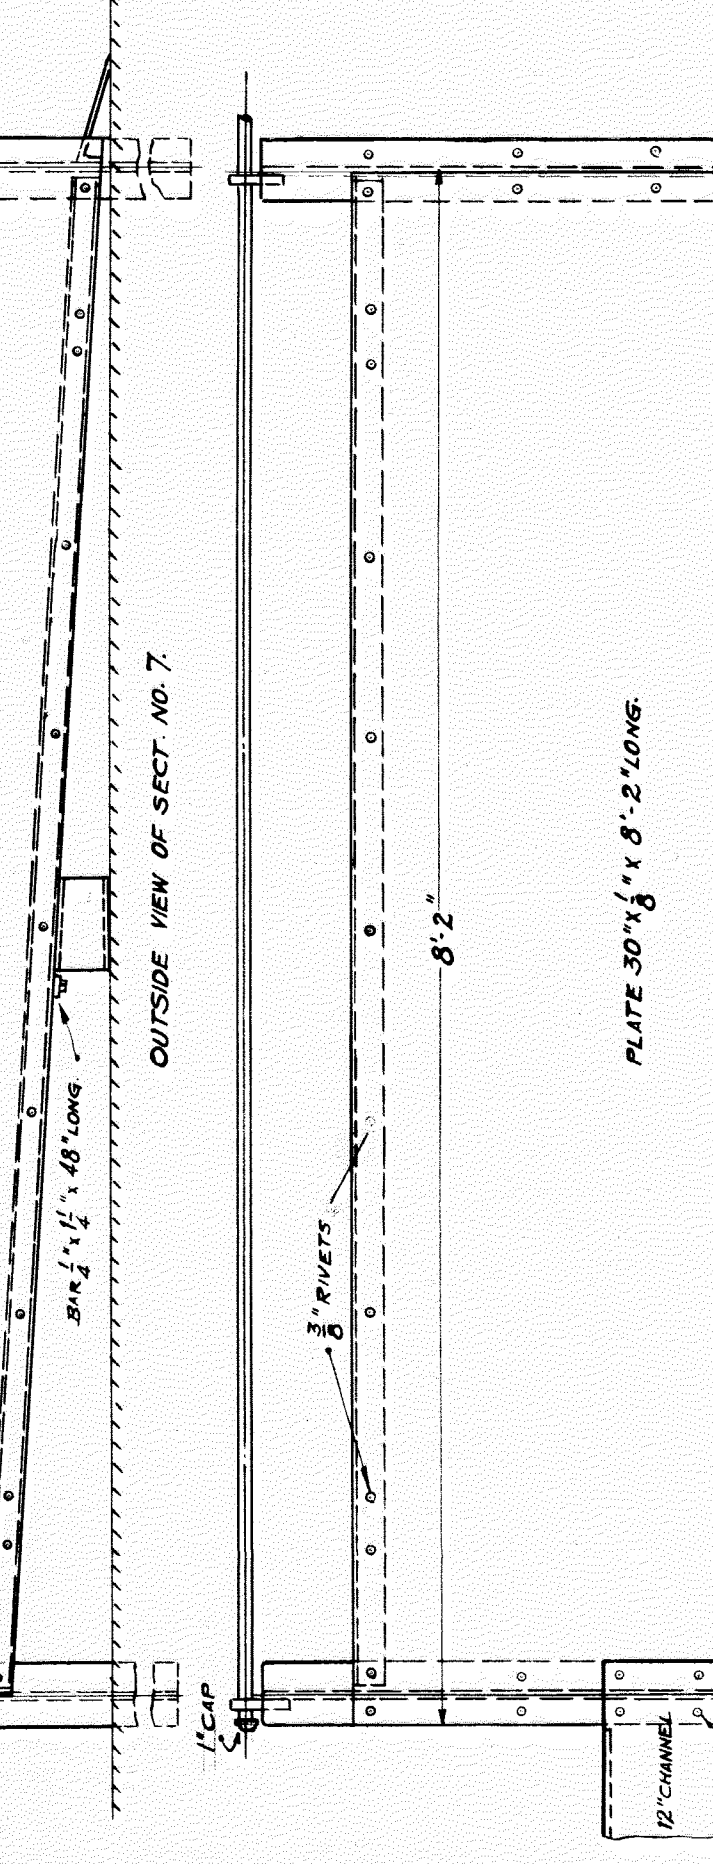 OUTSIDE VIEW OF SECT. NO. 7.
BAR 1/4" x 1 1/4" x 48" LONG
3/8" RIVETS
8'-2"
PLATE 30" x 1/8" x 8'-2" LONG.
1" CAP
12" CHANNEL